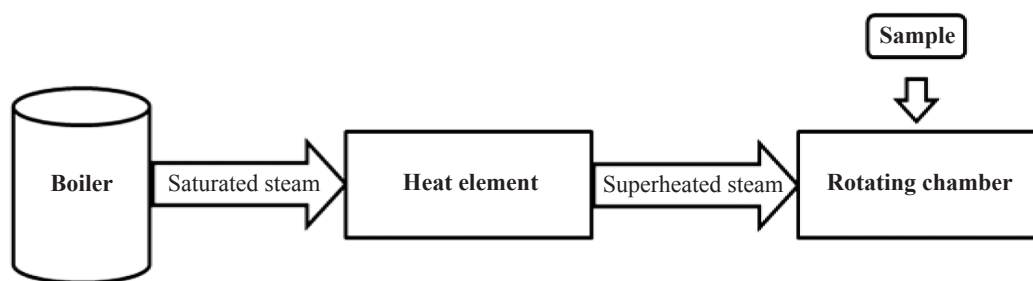 Sample
Boiler
Saturated steam
Heat element
Superheated steam
Rotating chamber